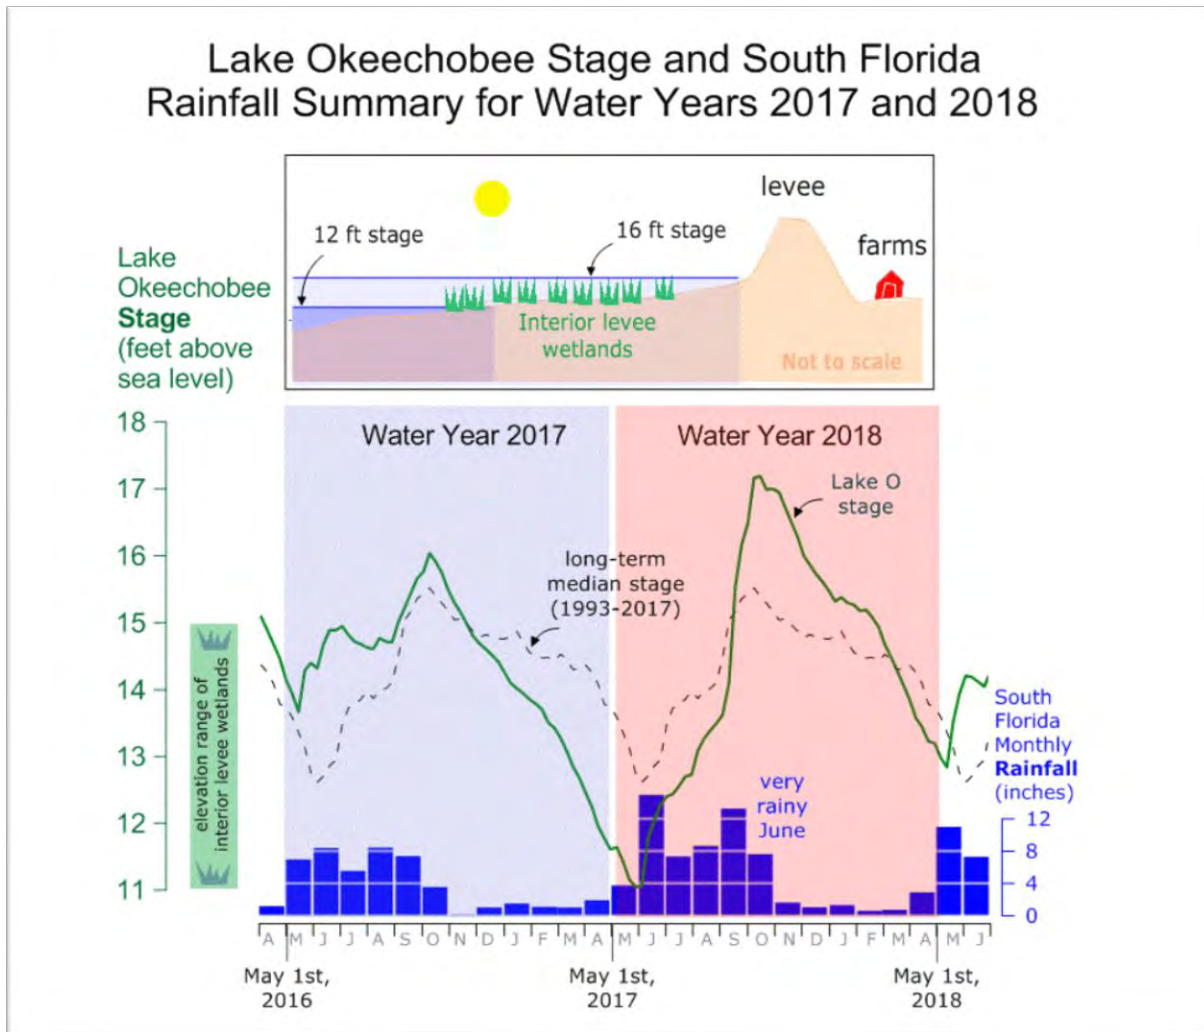 Lake Okeechobee Stage and South Florida
Rainfall Summary for Water Years 2017 and 2018
levee
12 ft stage
16 ft stage
farms
Interior levee
wetlands
Not to scale
Lake
Okeechobee
Stage
(feet above
sea level)
18
17
16
15
14
13
12
11
elevation range of
interior levee wetlands
Water Year 2017
Water Year 2018
Lake O
stage
long-term
median stage
(1993-2017)
very
rainy
June
South
Florida
Monthly
Rainfall
(inches)
12
8
4
0
A M J J A S O N D J F M A M J J A S O N D J F M A M J
May 1st,
2016
May 1st,
2017
May 1st,
2018